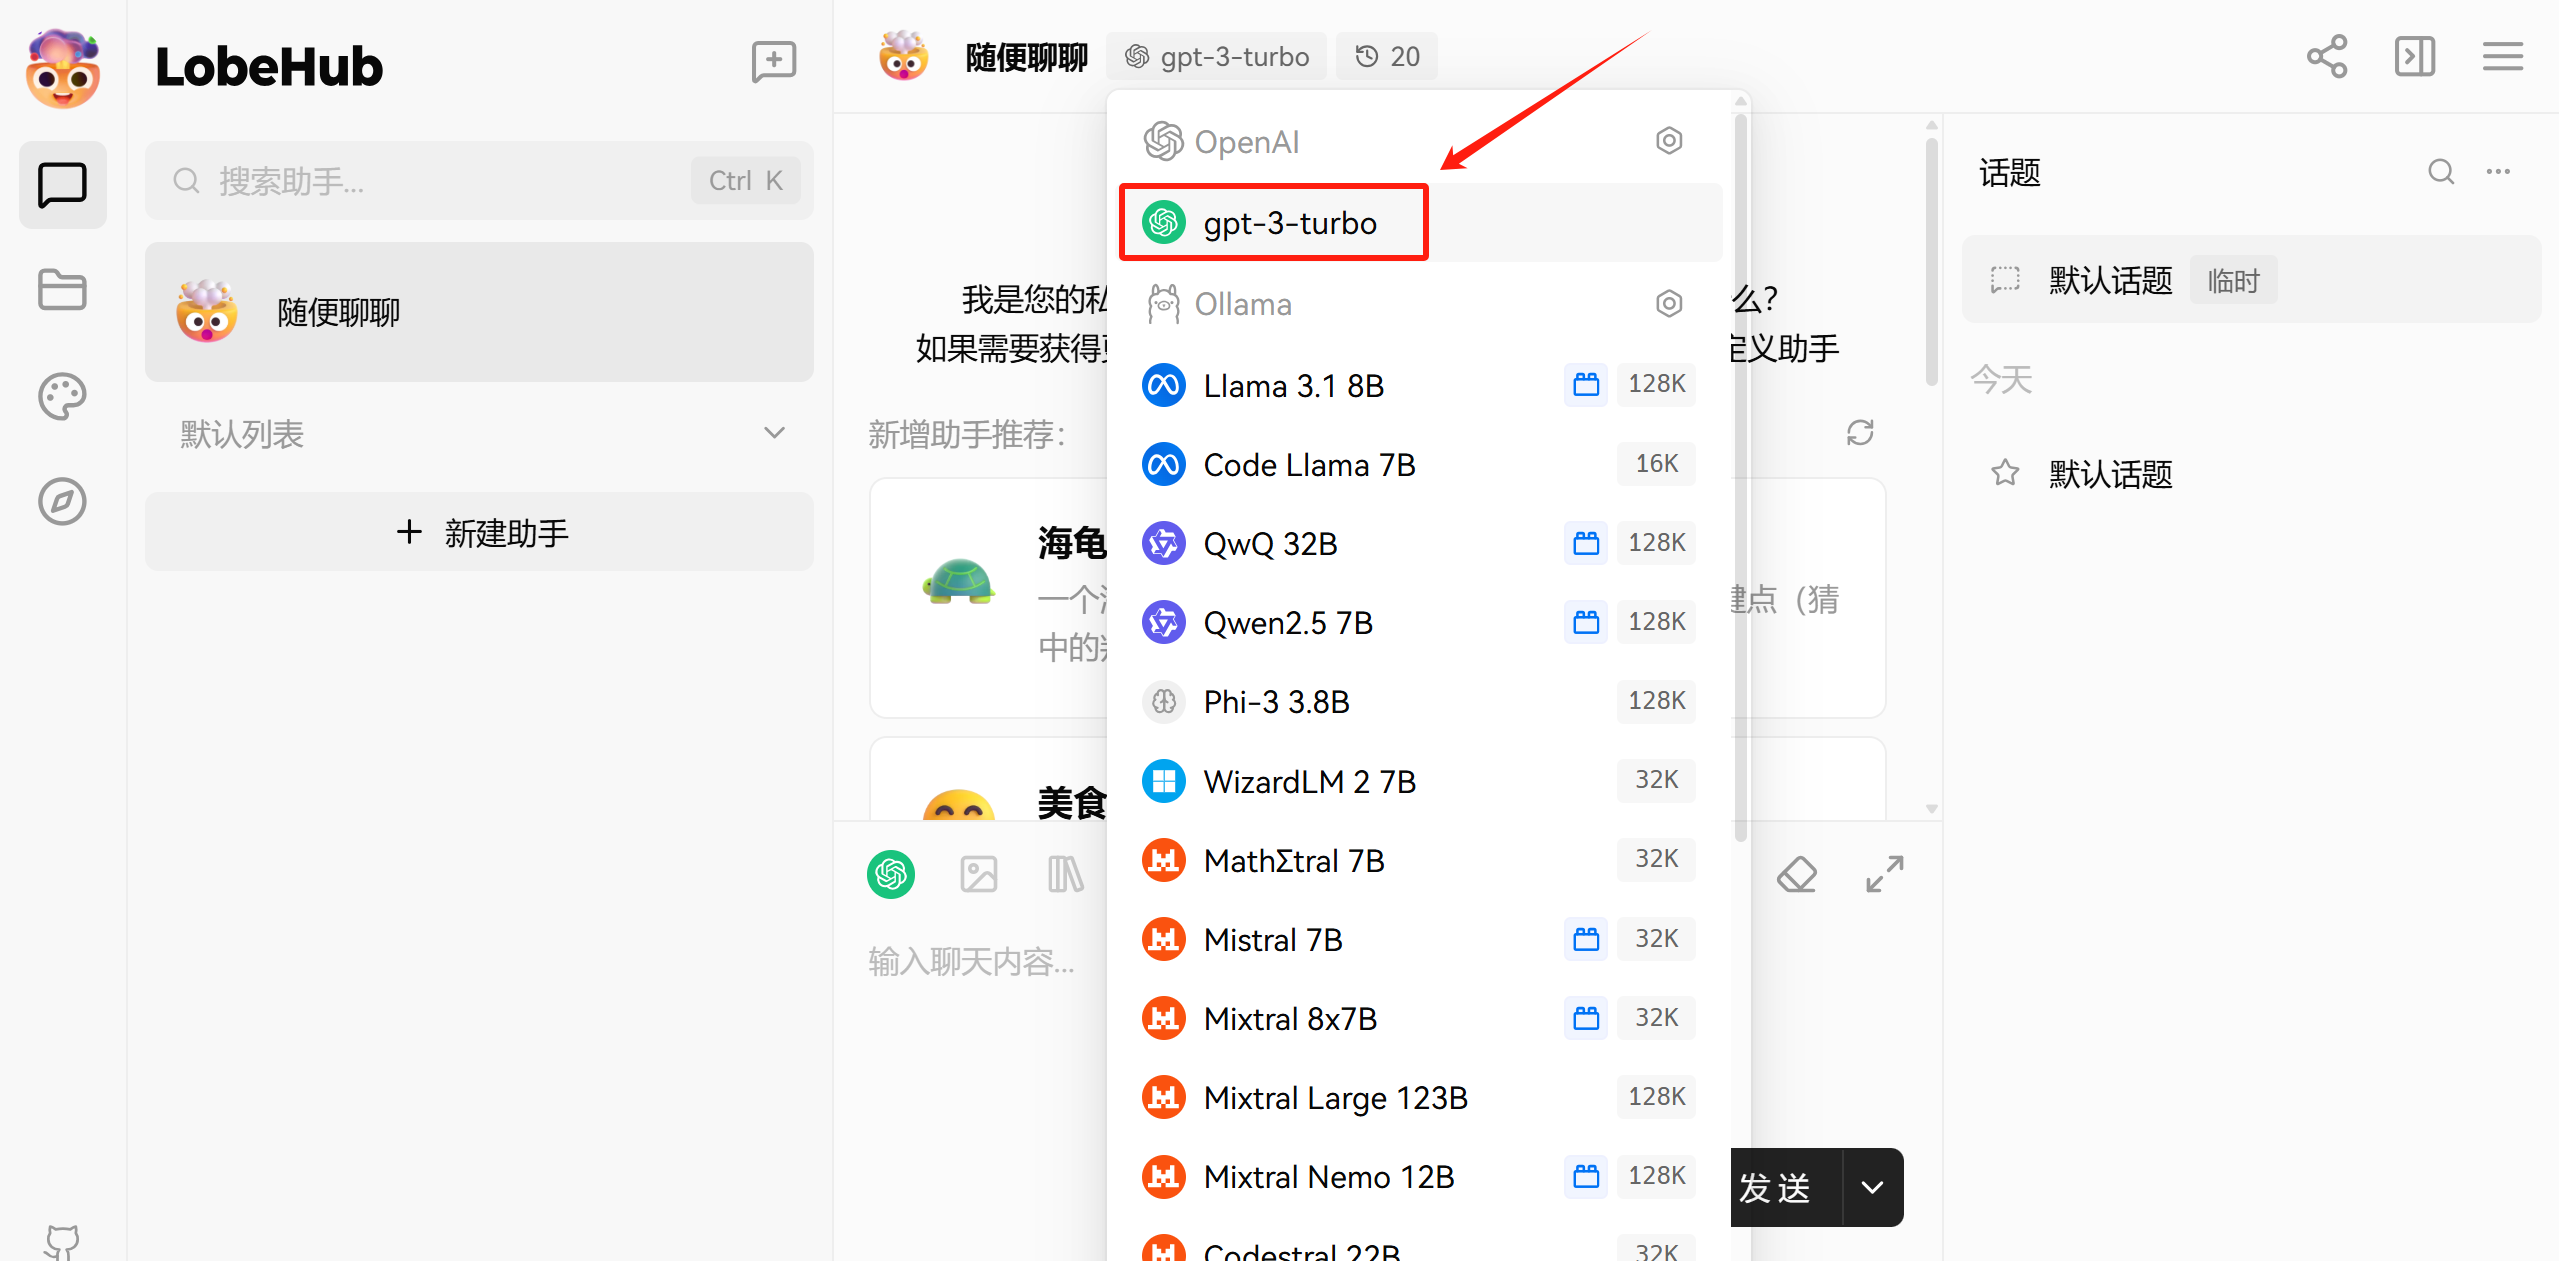 LobeHub
搜索助手...
Ctrl K
随便聊聊
默认列表
新建助手
随便聊聊
gpt-3-turbo
20
我是您的私
么?
如果需要获得
义助手
新增助手推荐:
海龟
一个
建点（猜
中的
美食
输入聊天内容...
发送
OpenAI
gpt-3-turbo
Ollama
Llama 3.1 8B
128K
Code Llama 7B
16K
QwQ 32B
128K
Qwen2.5 7B
128K
Phi-3 3.8B
128K
WizardLM 2 7B
32K
MathΣtral 7B
32K
Mistral 7B
32K
Mixtral 8x7B
32K
Mixtral Large 123B
128K
Mixtral Nemo 12B
128K
Codestral 22B
32K
话题
默认话题
临时
今天
默认话题